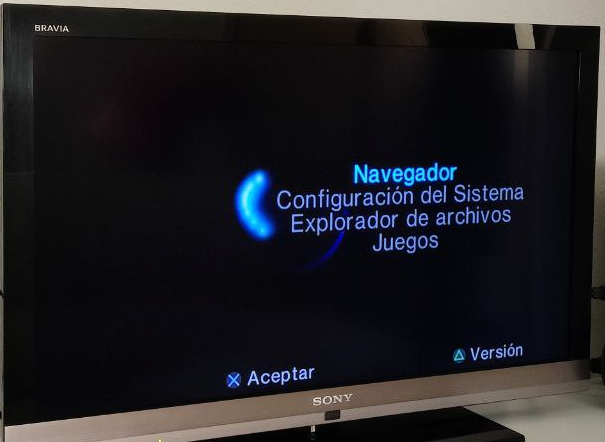 BRAVIA
Navegador
Configuración del Sistema
Explorador de archivos
Juegos
Aceptar
Versión
SONY